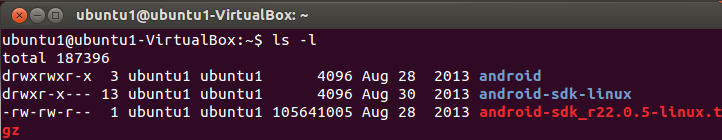 ubuntu1@ubuntu1-VirtualBox: ~
ubuntu1@ubuntu1-VirtualBox:~$ ls -l
total 187396
drwxrwxr-x  3 ubuntu1 ubuntu1      4096 Aug 28  2013 android
drwxr-x--- 13 ubuntu1 ubuntu1      4096 Aug 30  2013 android-sdk-linux
-rw-rw-r--  1 ubuntu1 ubuntu1 105641005 Aug 28  2013 android-sdk_r22.0.5-linux.t
gz